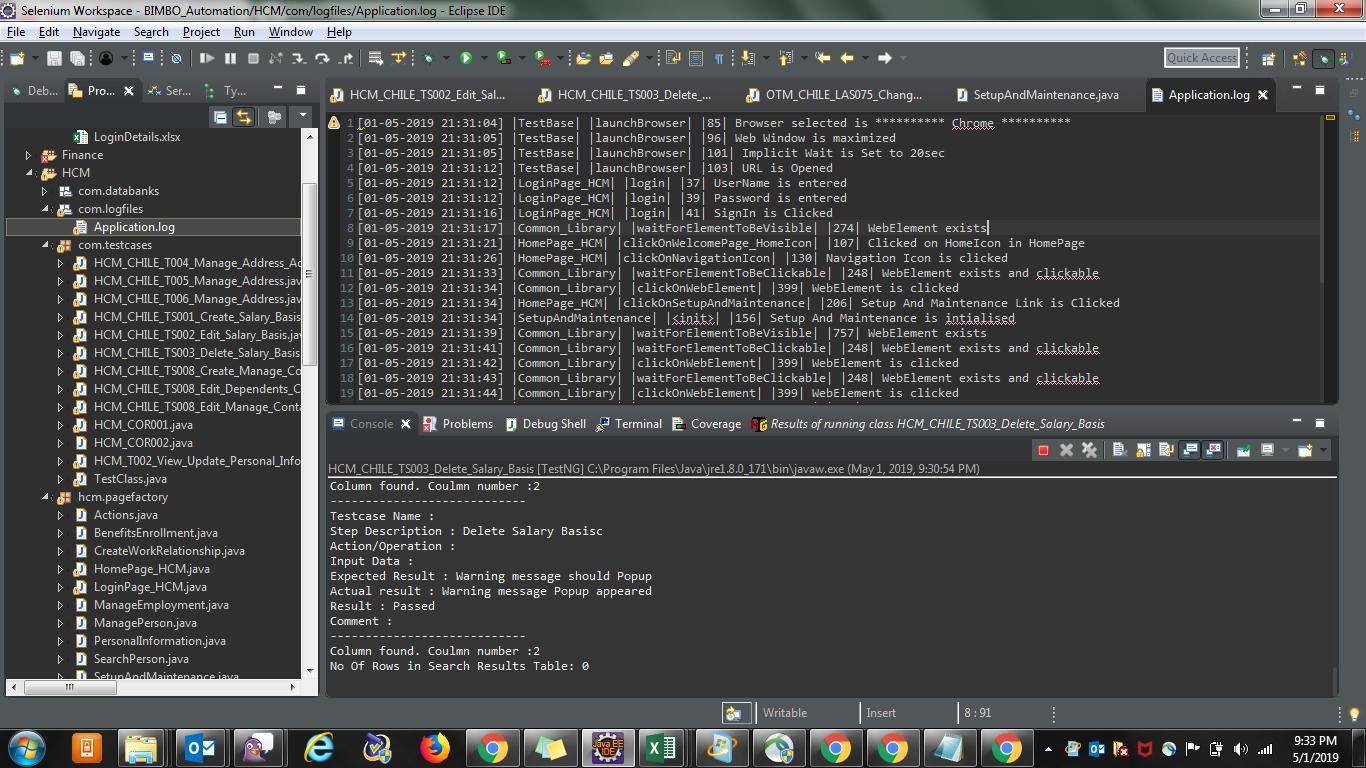 Selenium Workspace - BIMBO_Automation/HCM/com/logfiles/Application.log - Eclipse IDE
File Edit Navigate Search Project Run Window Help
Quick Access
Deb... Pro... Ser... Ty...
LoginDetails.xlsx
Finance
HCM
com.databanks
com.logfiles
Application.log
com.testcases
HCM_CHILE_T004_Manage_Address_Ac
HCM_CHILE_T005_Manage_Address.jav
HCM_CHILE_T006_Manage_Address.jav
HCM_CHILE_TS001_Create_Salary_Basis
HCM_CHILE_TS002_Edit_Salary_Basis.ja
HCM_CHILE_TS003_Delete_Salary_Basis
HCM_CHILE_TS008_Create_Manage_Co
HCM_CHILE_TS008_Edit_Dependents_C
HCM_CHILE_TS008_Edit_Manage_Conta
HCM_COR001.java
HCM_COR002.java
HCM_T002_View_Update_Personal_Info
TestClass.java
hcm.pagefactory
Actions.java
BenefitsEnrollment.java
CreateWorkRelationship.java
HomePage_HCM.java
LoginPage_HCM.java
ManageEmployment.java
ManagePerson.java
PersonalInformation.java
SearchPerson.java
SetupAndMaintenance.java
HCM_CHILE_TS002_Edit_Sal... HCM_CHILE_TS003_Delete_... OTM_CHILE_LAS075_Chang... SetupAndMaintenance.java Application.log
1 [01-05-2019 21:31:04] |TestBase| |launchBrowser| |85| Browser selected is ********** Chrome **********
2 [01-05-2019 21:31:05] |TestBase| |launchBrowser| |96| Web Window is maximized
3 [01-05-2019 21:31:05] |TestBase| |launchBrowser| |101| Implicit Wait is Set to 20sec
4 [01-05-2019 21:31:12] |TestBase| |launchBrowser| |103| URL is Opened
5 [01-05-2019 21:31:12] |LoginPage_HCM| |login| |37| UserName is entered
6 [01-05-2019 21:31:12] |LoginPage_HCM| |login| |39| Password is entered
7 [01-05-2019 21:31:16] |LoginPage_HCM| |login| |41| SignIn is Clicked
8 [01-05-2019 21:31:17] |Common_Library| |waitForElementToBeVisible| |274| WebElement exists
9 [01-05-2019 21:31:21] |HomePage_HCM| |clickOnWelcomePage_HomeIcon| |107| Clicked on HomeIcon in HomePage
10 [01-05-2019 21:31:26] |HomePage_HCM| |clickOnNavigationIcon| |130| Navigation Icon is clicked
11 [01-05-2019 21:31:33] |Common_Library| |waitForElementToBeClickable| |248| WebElement exists and clickable
12 [01-05-2019 21:31:34] |Common_Library| |clickOnWebElement| |399| WebElement is clicked
13 [01-05-2019 21:31:34] |HomePage_HCM| |clickOnSetupAndMaintenance| |206| Setup And Maintenance Link is Clicked
14 [01-05-2019 21:31:34] |SetupAndMaintenance| |<init>| |156| Setup And Maintenance is intialised
15 [01-05-2019 21:31:39] |Common_Library| |waitForElementToBeVisible| |757| WebElement exists
16 [01-05-2019 21:31:41] |Common_Library| |waitForElementToBeClickable| |248| WebElement exists and clickable
17 [01-05-2019 21:31:42] |Common_Library| |clickOnWebElement| |399| WebElement is clicked
18 [01-05-2019 21:31:43] |Common_Library| |waitForElementToBeClickable| |248| WebElement exists and clickable
19 [01-05-2019 21:31:44] |Common_Library| |clickOnWebElement| |399| WebElement is clicked
Console Problems Debug Shell Terminal Coverage Results of running class HCM_CHILE_TS003_Delete_Salary_Basis
HCM_CHILE_TS003_Delete_Salary_Basis [TestNG] C:\Program Files\Java\jre1.8.0_171\bin\javaw.exe (May 1, 2019, 9:30:54 PM)
Column found. Coulmn number :2
----------------------------
Testcase Name :
Step Description : Delete Salary Basisc
Action/Operation :
Input Data :
Expected Result : Warning message should Popup
Actual result : Warning message Popup appeared
Result : Passed
Comment :
----------------------------
Column found. Coulmn number :2
No Of Rows in Search Results Table: 0
Writable Insert 8 : 91
Java EE IDE
9:33 PM
5/1/2019